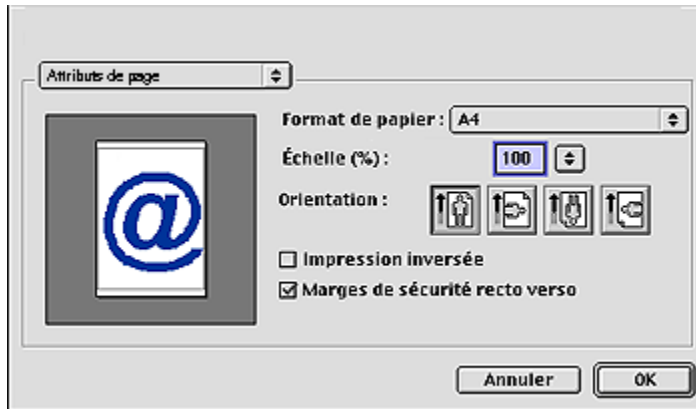 Attributs de page
Format de papier : A4
Échelle (%) : 100
Orientation :
@
Impression inversée
Marges de sécurité recto verso
Annuler OK